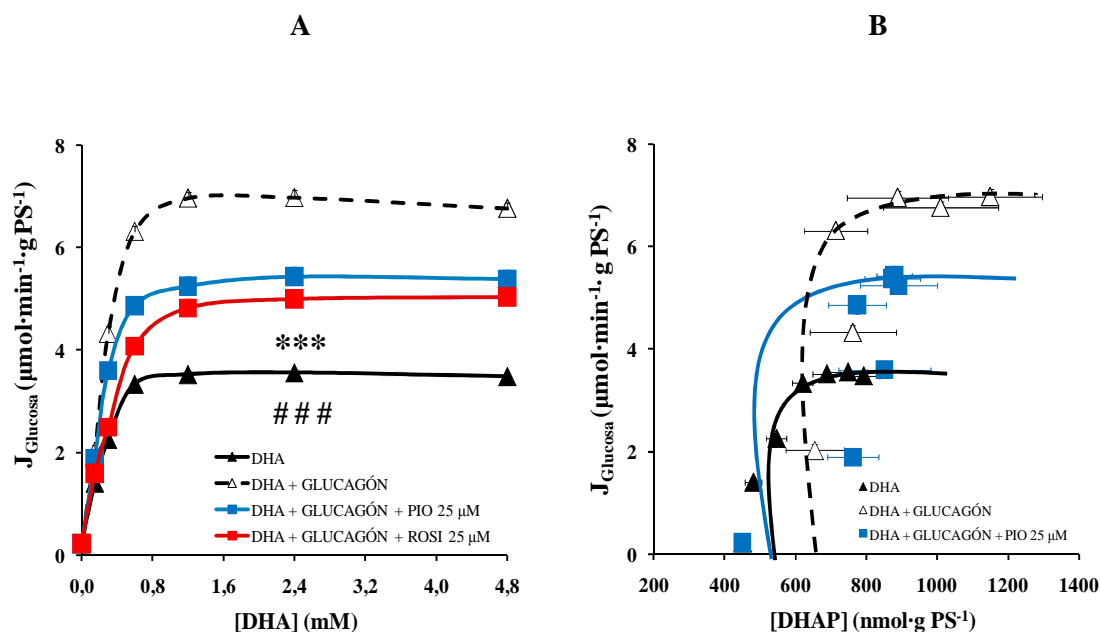 A
B
J Glucosa (µmol·min-1·g PS-1)
8
6
4
2
0
***
# # #
DHA
DHA + GLUCAGÓN
DHA + GLUCAGÓN + PIO 25 µM
DHA + GLUCAGÓN + ROSI 25 µM
0,0 0,8 1,6 2,4 3,2 4,0 4,8
[DHA] (mM)
J Glucosa (µmol·min-1· g PS-1)
8
6
4
2
0
DHA
DHA + GLUCAGÓN
DHA + GLUCAGÓN + PIO 25 µM
200 400 600 800 1000 1200 1400
[DHAP] (nmol·g PS-1)